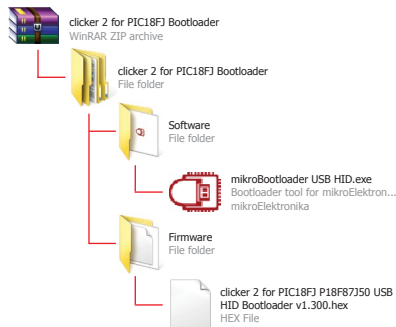 clicker 2 for PIC18FJ Bootloader
WinRAR ZIP archive
clicker 2 for PIC18FJ Bootloader
File folder
Software
File folder
mikroBootloader USB HID.exe
Bootloader tool for mikroElektron...
mikroElektronika
Firmware
File folder
clicker 2 for PIC18FJ P18F87J50 USB
HID Bootloader v1.300.hex
HEX File